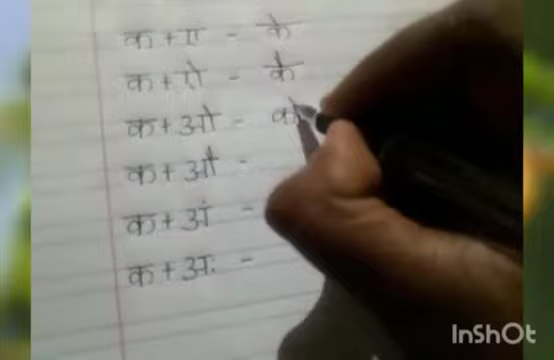 क + ए - के
क + ऐ - कै
क + ओ - को
क + औ -
क + अं -
क + अः -
InShOt